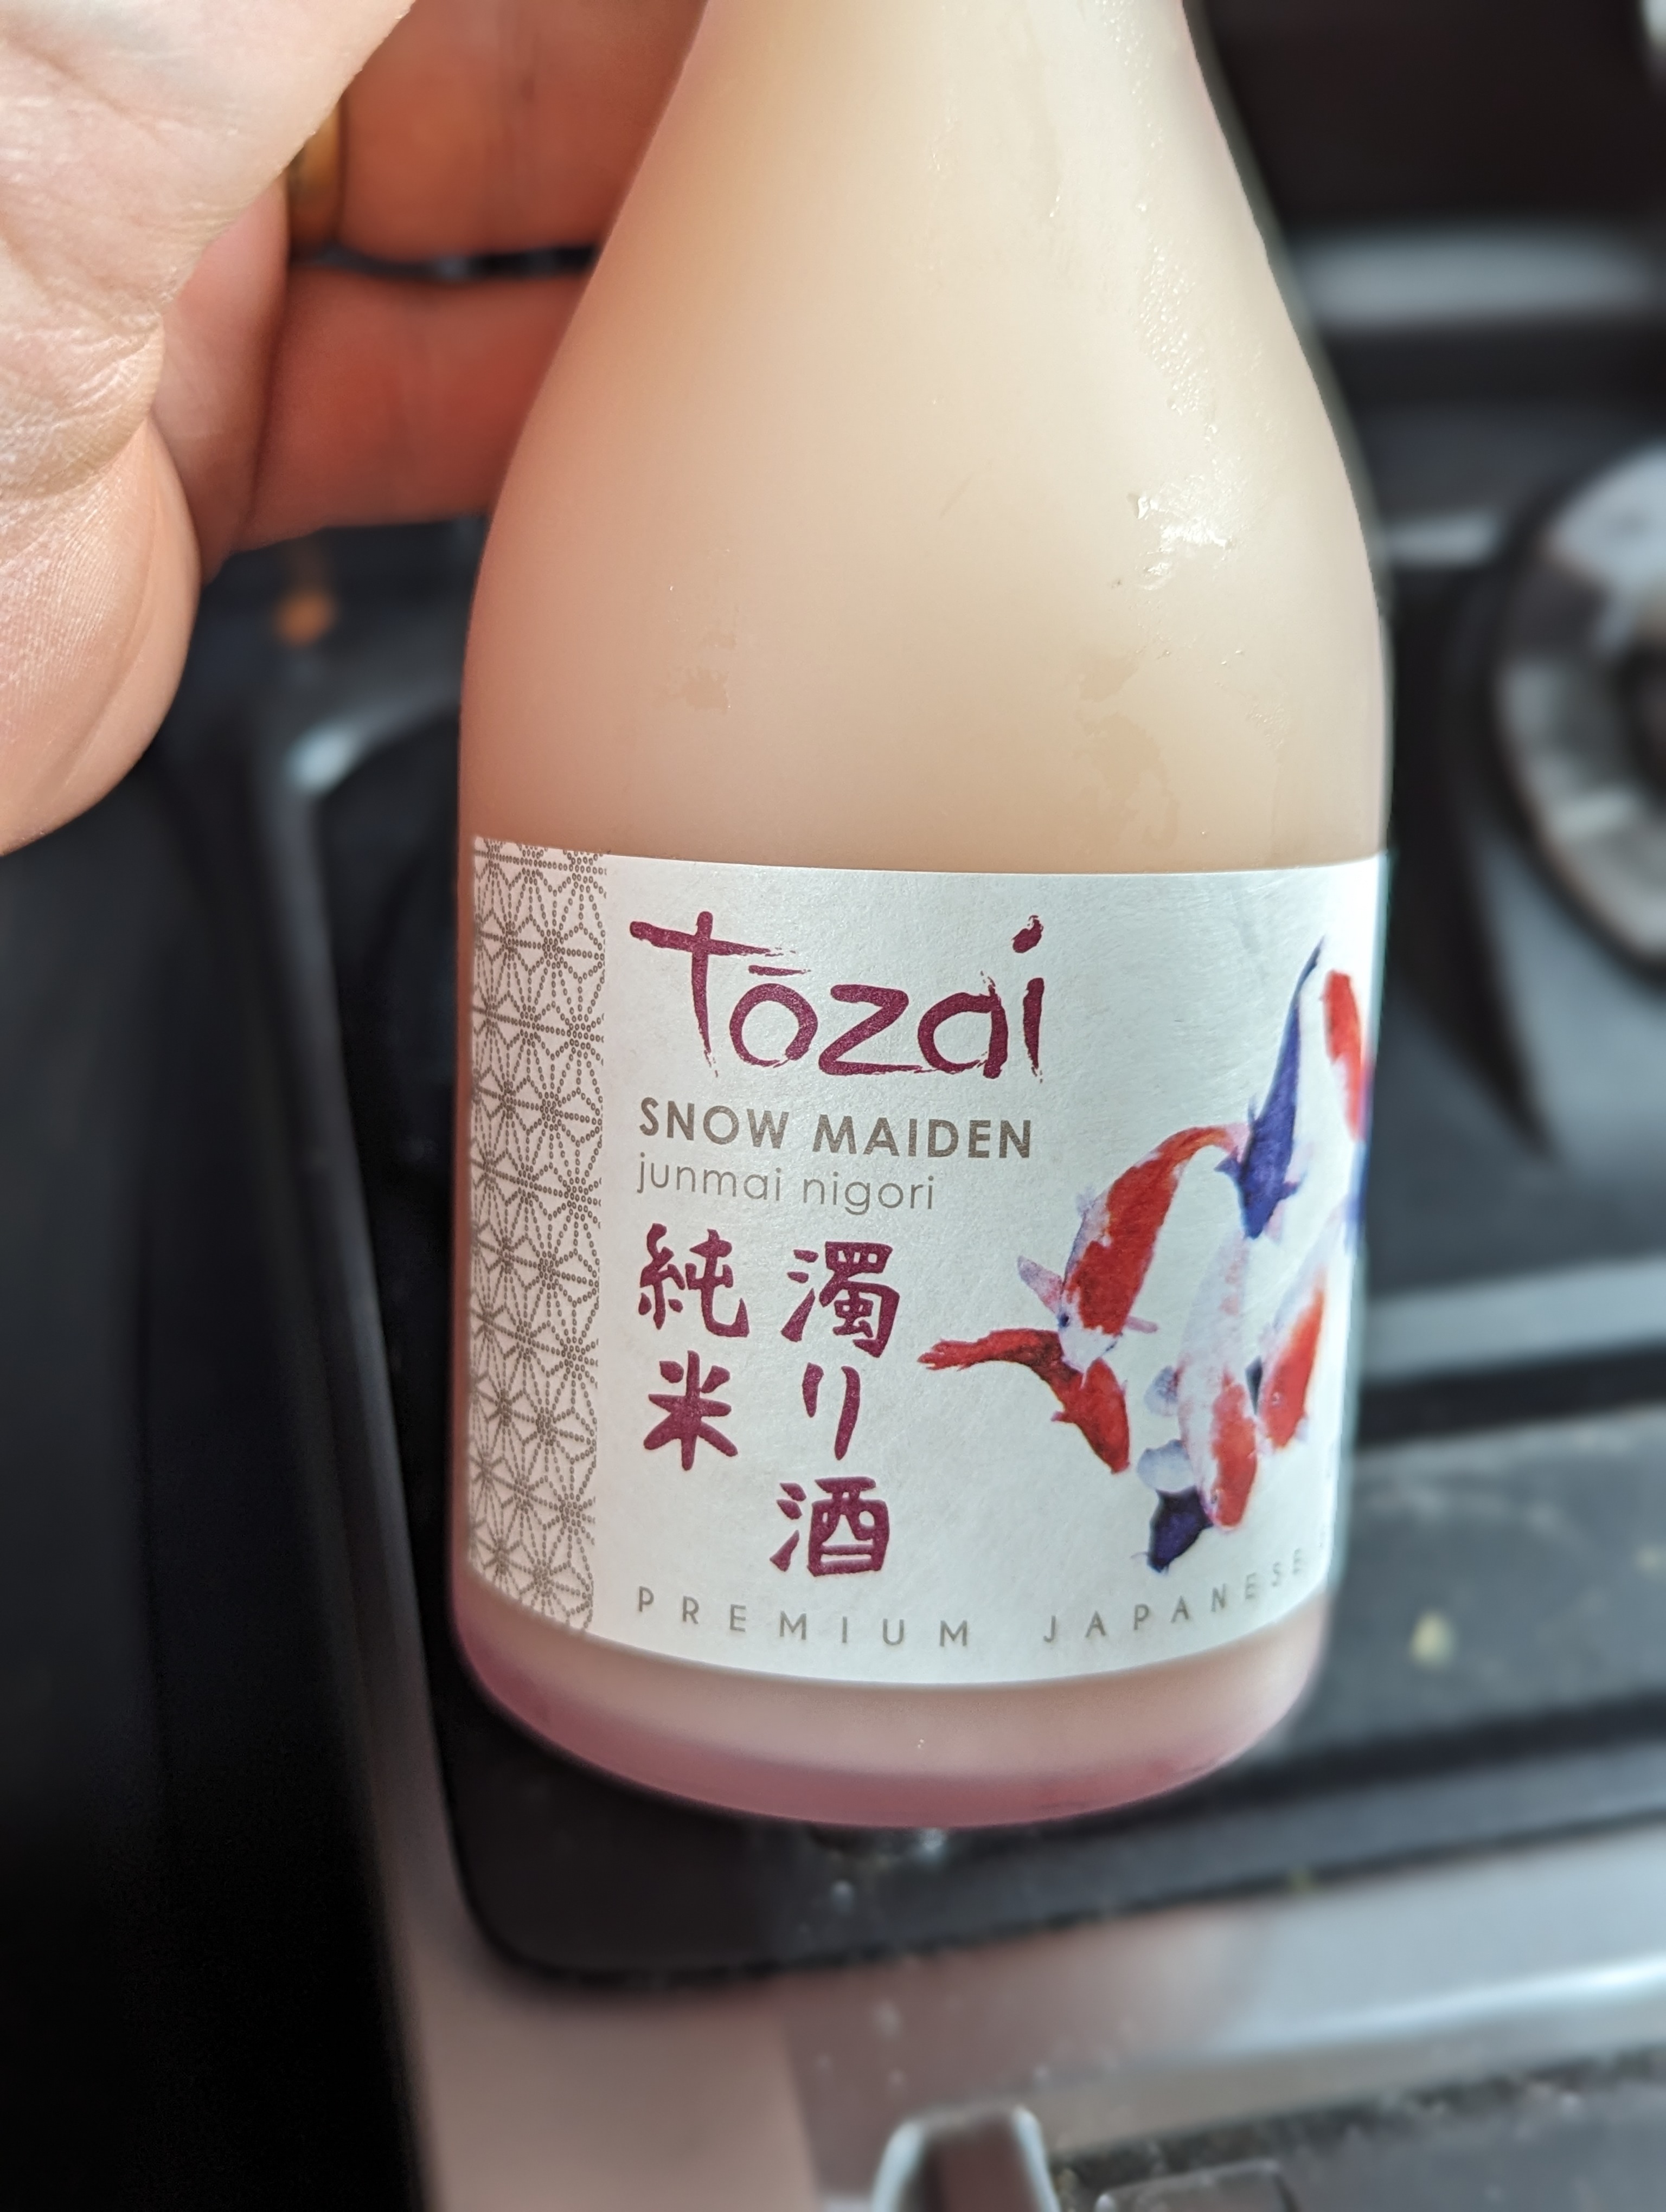 Tōzai
SNOW MAIDEN
junmai nigori
濁り酒
純米
PREMIUM JAPANESE